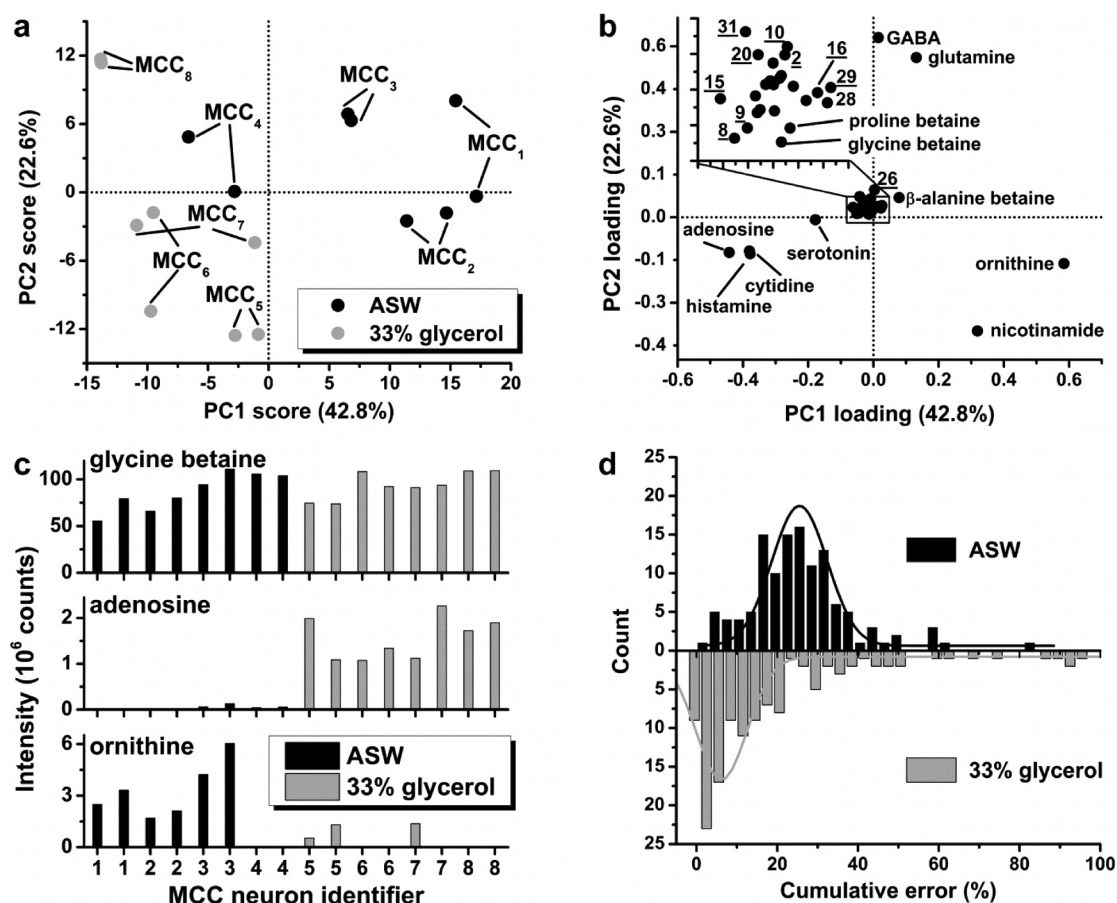 a
12
6
0
-6
-12
PC2 score (22.6%)
MCC8
MCC3
MCC4
MCC1
MCC7
MCC2
MCC6
MCC5
ASW
33% glycerol
-15 -10 -5 0 5 10 15 20
PC1 score (42.8%)
b
0.6
0.4
0.3
0.1
0.0
-0.1
-0.3
-0.4
PC2 loading (22.6%)
GABA
glutamine
31
10
20
2
16
15
29
28
9
8
proline betaine
glycine betaine
26
β-alanine betaine
adenosine
serotonin
cytidine
histamine
ornithine
nicotinamide
-0.6 -0.4 -0.2 0.0 0.2 0.4 0.6
PC1 loading (42.8%)
c
glycine betaine
100
50
0
adenosine
2
1
0
ornithine
6
3
0
Intensity (10⁶ counts)
ASW
33% glycerol
1 1 2 2 3 3 4 4 5 5 6 6 7 7 8 8
MCC neuron identifier
d
25
20
15
10
5
0
5
10
15
20
25
Count
ASW
33% glycerol
0 20 40 60 80 100
Cumulative error (%)